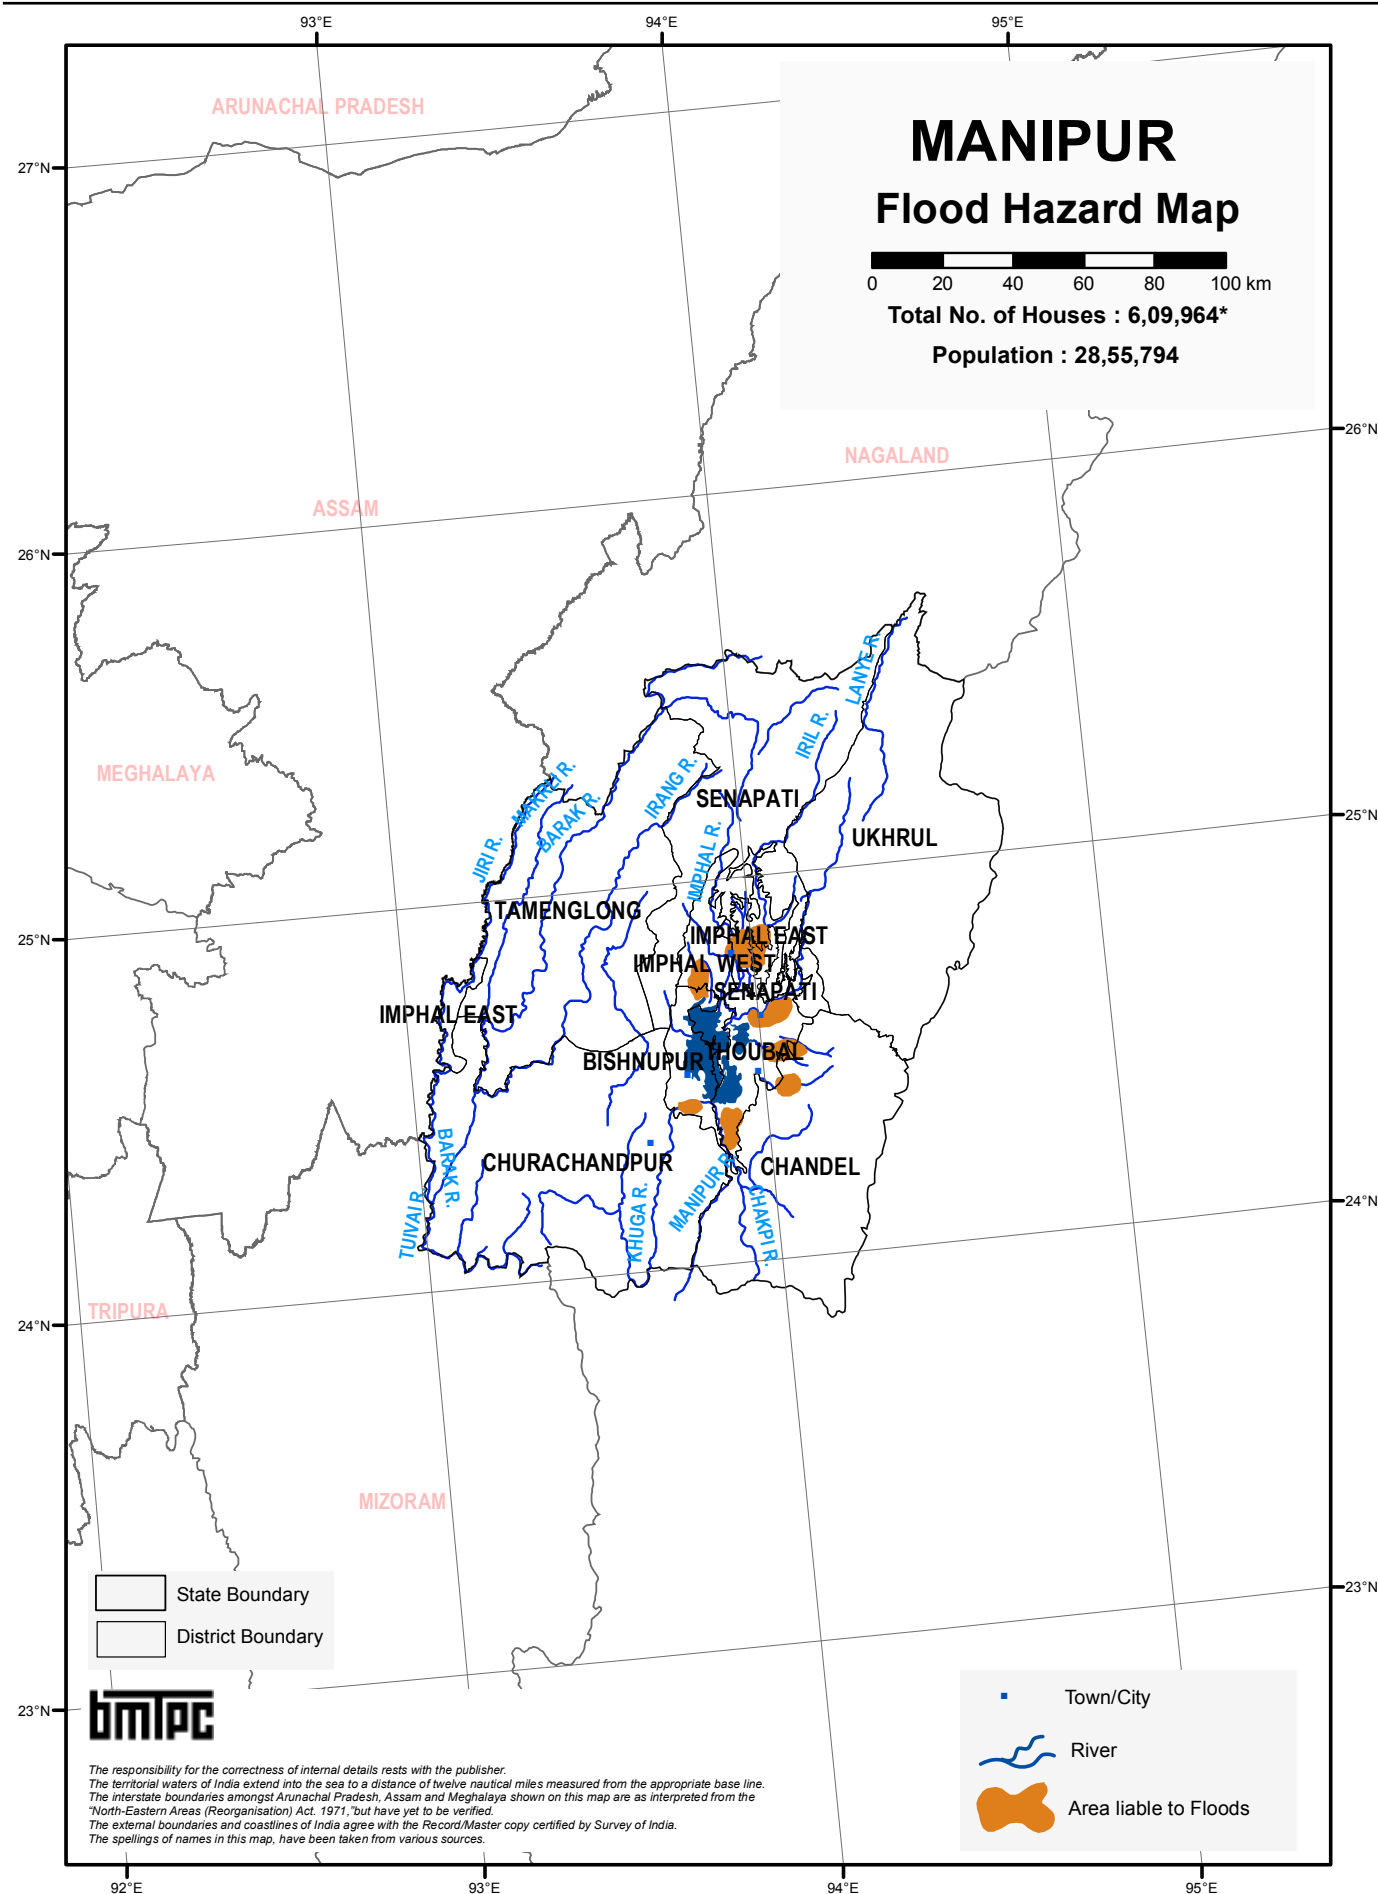 93°E
94°E
95°E
ARUNACHAL PRADESH
MANIPUR
Flood Hazard Map
0 20 40 60 80 100 km
Total No. of Houses : 6,09,964*
Population : 28,55,794
27°N
26°N
NAGALAND
ASSAM
26°N
LANYE R.
IRIL R.
MEGHALAYA
MAKRU R.
IRANG R.
BARAK R.
SENAPATI
25°N
UKHRUL
JIRI R.
IMPHAL R.
TAMENGLONG
25°N
IMPHAL EAST
IMPHAL WEST
SENAPATI
IMPHAL EAST
THOUBAL
BISHNUPUR
BARAK R.
CHURACHANDPUR
CHANDEL
24°N
TUIVAI R.
KHUGA R.
MANIPUR R.
CHAKPI R.
TRIPURA
24°N
MIZORAM
23°N
State Boundary
District Boundary
bmTpc
23°N
Town/City
River
Area liable to Floods
The responsibility for the correctness of internal details rests with the publisher.
The territorial waters of India extend into the sea to a distance of twelve nautical miles measured from the appropriate base line.
The interstate boundaries amongst Arunachal Pradesh, Assam and Meghalaya shown on this map are as interpreted from the
"North-Eastern Areas (Reorganisation) Act. 1971,"but have yet to be verified.
The external boundaries and coastlines of India agree with the Record/Master copy certified by Survey of India.
The spellings of names in this map, have been taken from various sources.
92°E
93°E
94°E
95°E